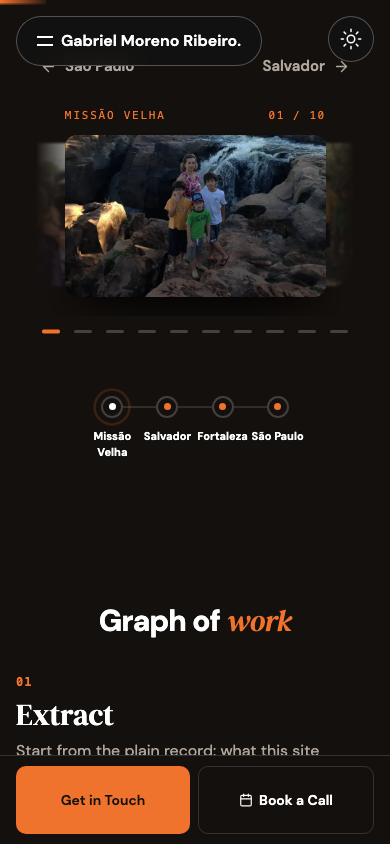 Gabriel Moreno Ribeiro.
São Paulo
Salvador
MISSÃO VELHA
01 / 10
Missão Velha
Salvador
Fortaleza
São Paulo
Graph of work
01
Extract
Start from the plain record: what this site
Get in Touch
Book a Call